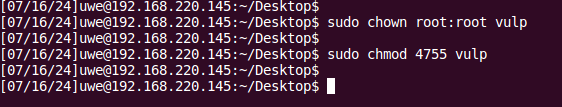 [07/16/24]uwe@192.168.220.145:~/Desktop$
[07/16/24]uwe@192.168.220.145:~/Desktop$ sudo chown root:root vulp
[07/16/24]uwe@192.168.220.145:~/Desktop$
[07/16/24]uwe@192.168.220.145:~/Desktop$ sudo chmod 4755 vulp
[07/16/24]uwe@192.168.220.145:~/Desktop$
[07/16/24]uwe@192.168.220.145:~/Desktop$